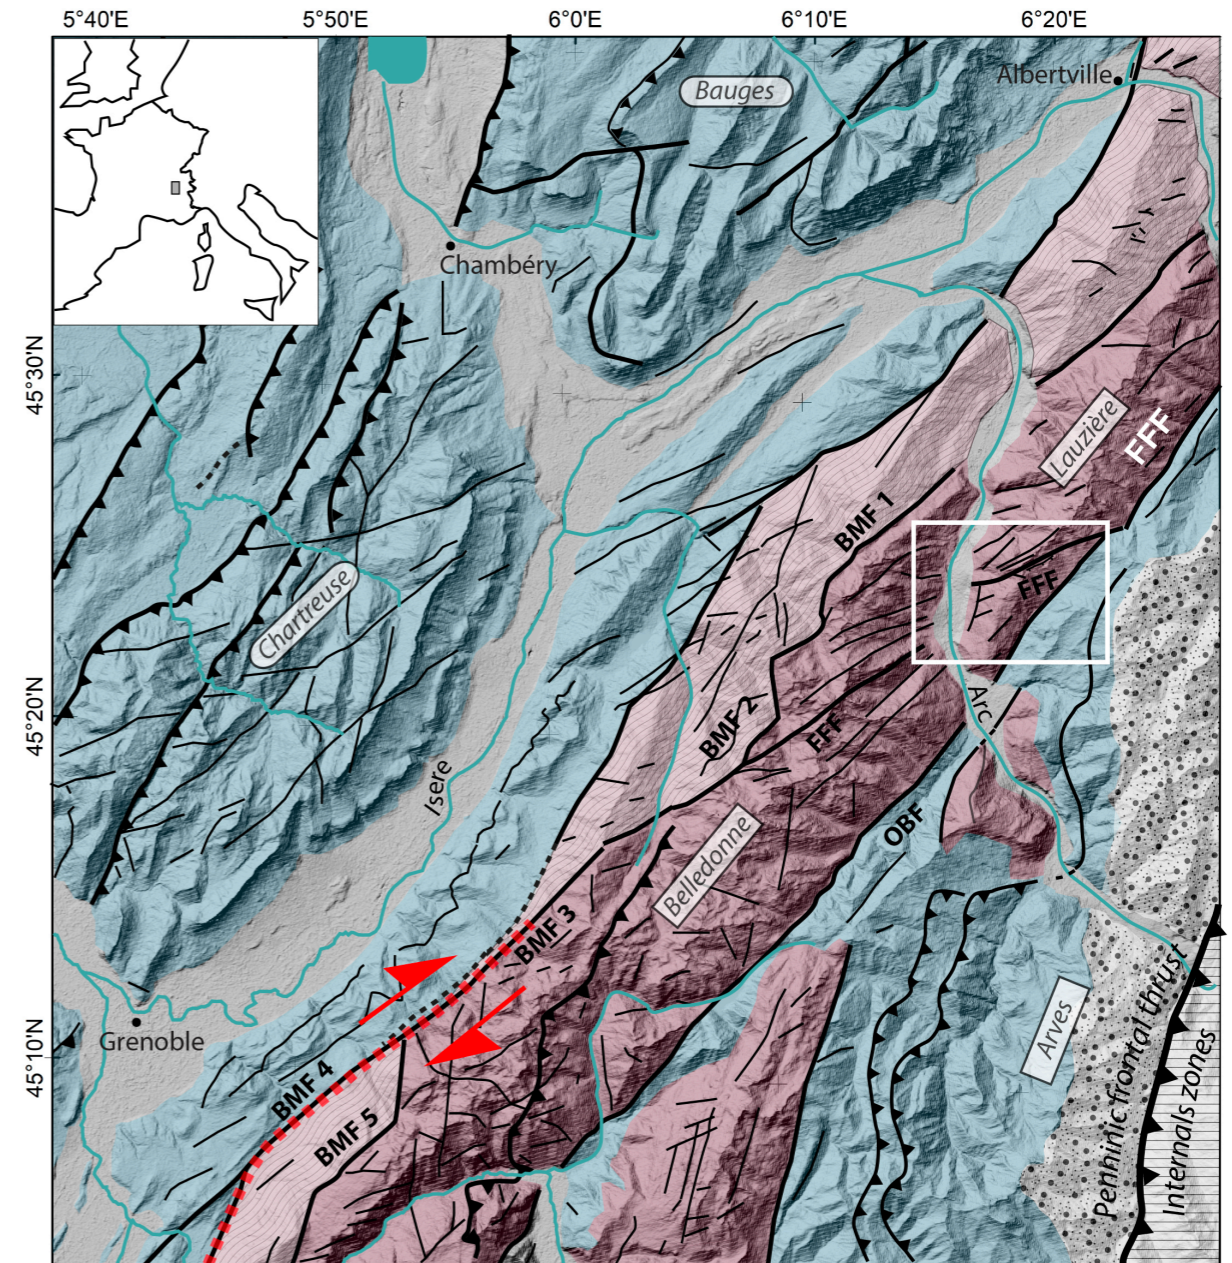 5°40'E
5°50'E
6°0'E
6°10'E
6°20'E
Albertville
Bauges
Chambéry
45°30'N
Lauzière
FFF
BMF 1
FFF
Chartreuse
45°20'N
Arc
BMF 2
FFF
Isere
OBF
Belledonne
BMF 3
Grenoble
45°10'N
BMF 4
BMF 5
Arves
Penninic frontal thrust
Internals zones